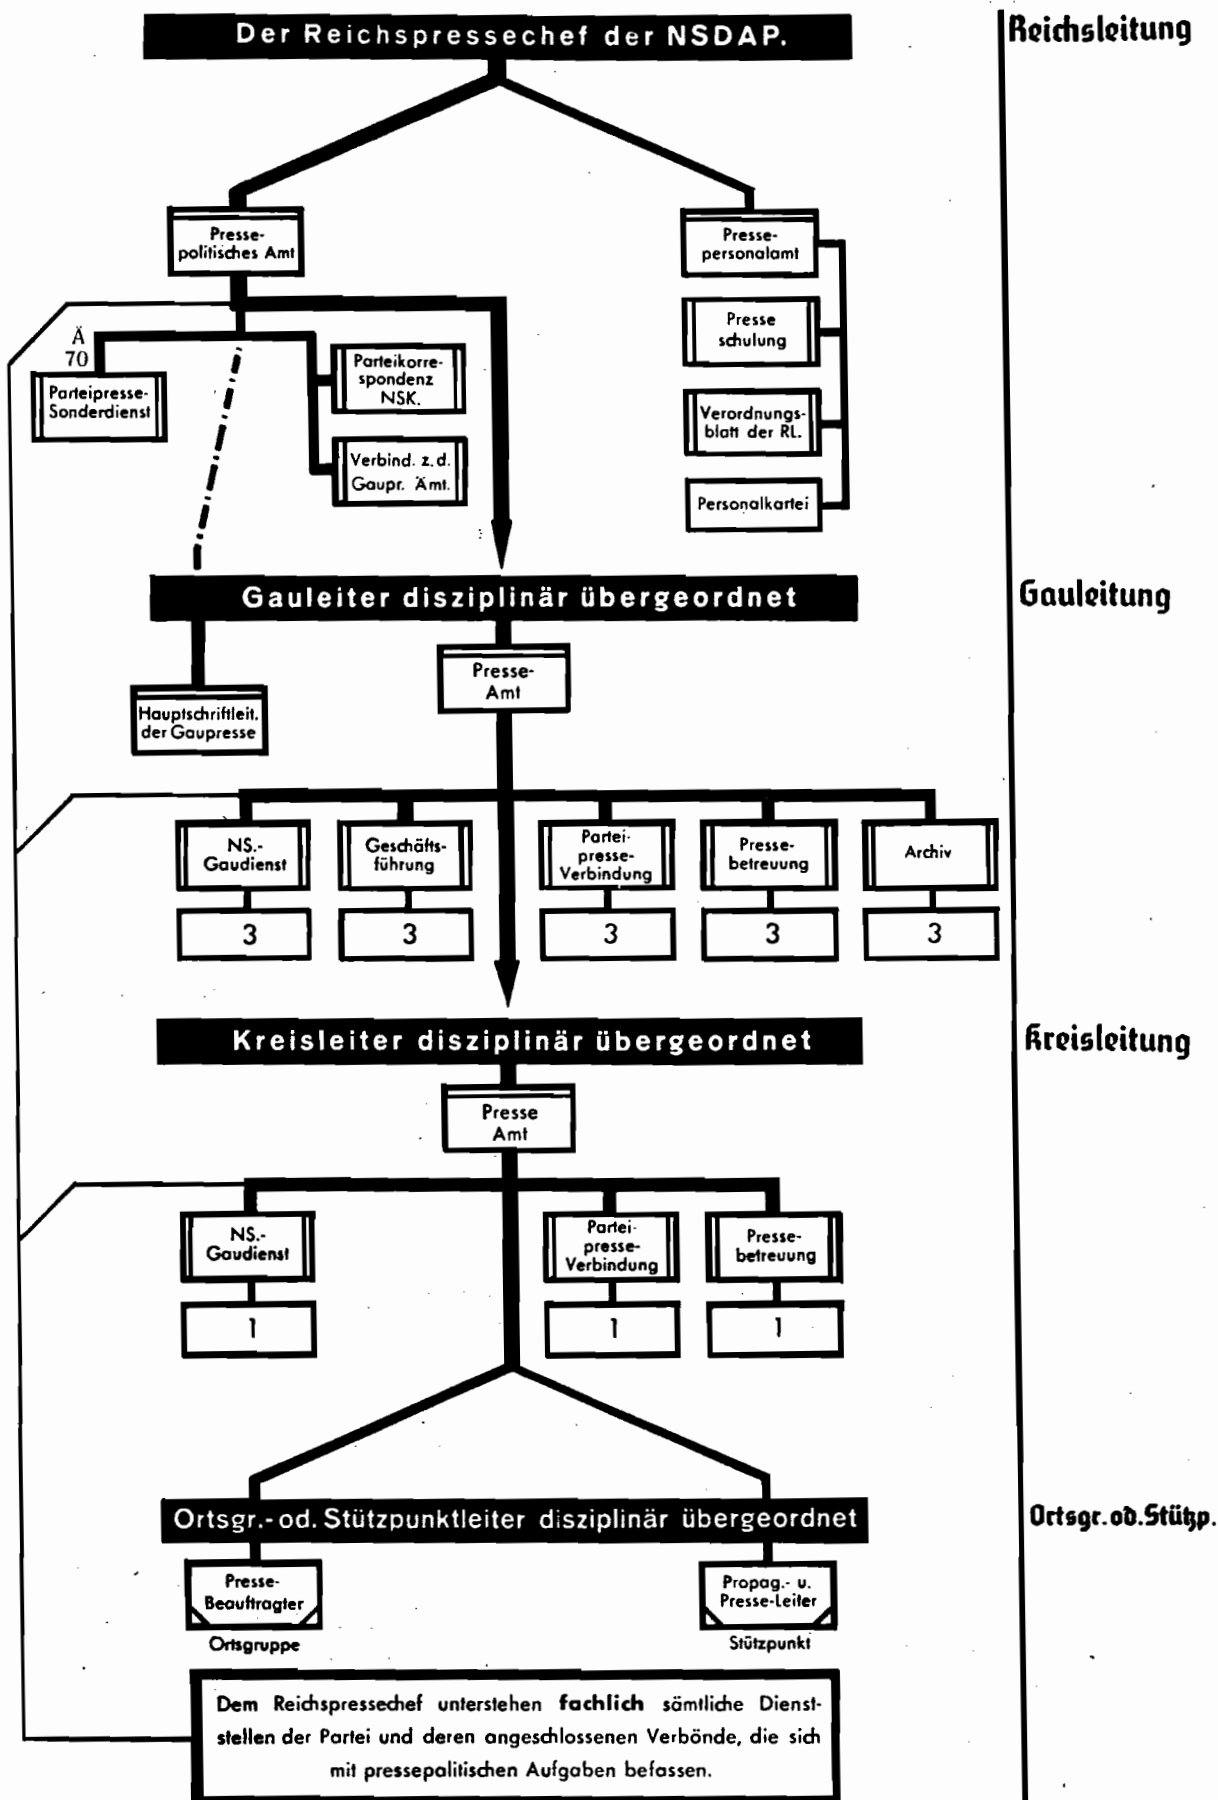 Der Reichspressechef der NSDAP.
Reichsleitung
Presse-
politisches Amt
Presse-
personalamt
Presse
schulung
Verordnungs-
blatt der RL.
Personalkartei
Ä
70
Parteipresse-
Sonderdienst
Parteikorre-
spondenz
NSK.
Verbind. z. d.
Gaupr. Ämt.
Gauleiter disziplinär übergeordnet
Gauleitung
Presse-
Amt
Hauptschriftleit.
der Gaupresse
NS.-
Gaudienst
Geschäfts-
führung
Partei-
presse-
Verbindung
Presse-
betreuung
Archiv
3
3
3
3
3
Kreisleiter disziplinär übergeordnet
Kreisleitung
Presse
Amt
NS.-
Gaudienst
Partei-
presse-
Verbindung
Presse-
betreuung
1
1
1
Ortsgr.- od. Stützpunktleiter disziplinär übergeordnet
Ortsgr. od. Stützp.
Presse-
Beauftragter
Propag.- u.
Presse-Leiter
Ortsgruppe
Stützpunkt
Dem Reichspressechef unterstehen fachlich sämtliche Dienst-
stellen der Partei und deren angeschlossenen Verbände, die sich
mit pressepolitischen Aufgaben befassen.